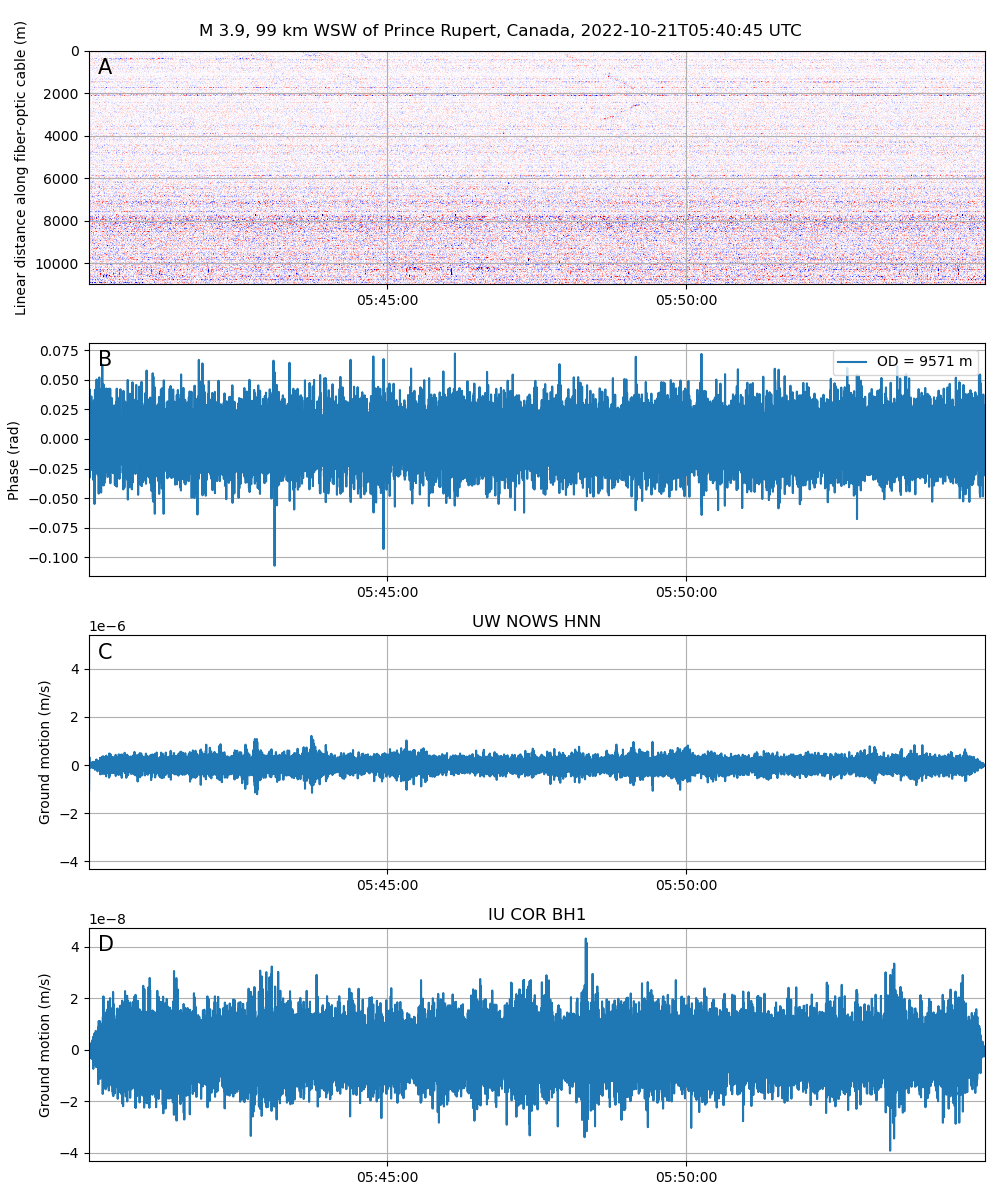 M 3.9, 99 km WSW of Prince Rupert, Canada, 2022-10-21T05:40:45 UTC
A
Linear distance along fiber-optic cable (m)
0
2000
4000
6000
8000
10000
05:45:00 05:50:00
B
OD = 9571 m
Phase (rad)
0.075
0.050
0.025
0.000
−0.025
−0.050
−0.075
−0.100
05:45:00 05:50:00
UW NOWS HNN
1e−6
C
Ground motion (m/s)
4
2
0
−2
−4
05:45:00 05:50:00
IU COR BH1
1e−8
D
Ground motion (m/s)
4
2
0
−2
−4
05:45:00 05:50:00